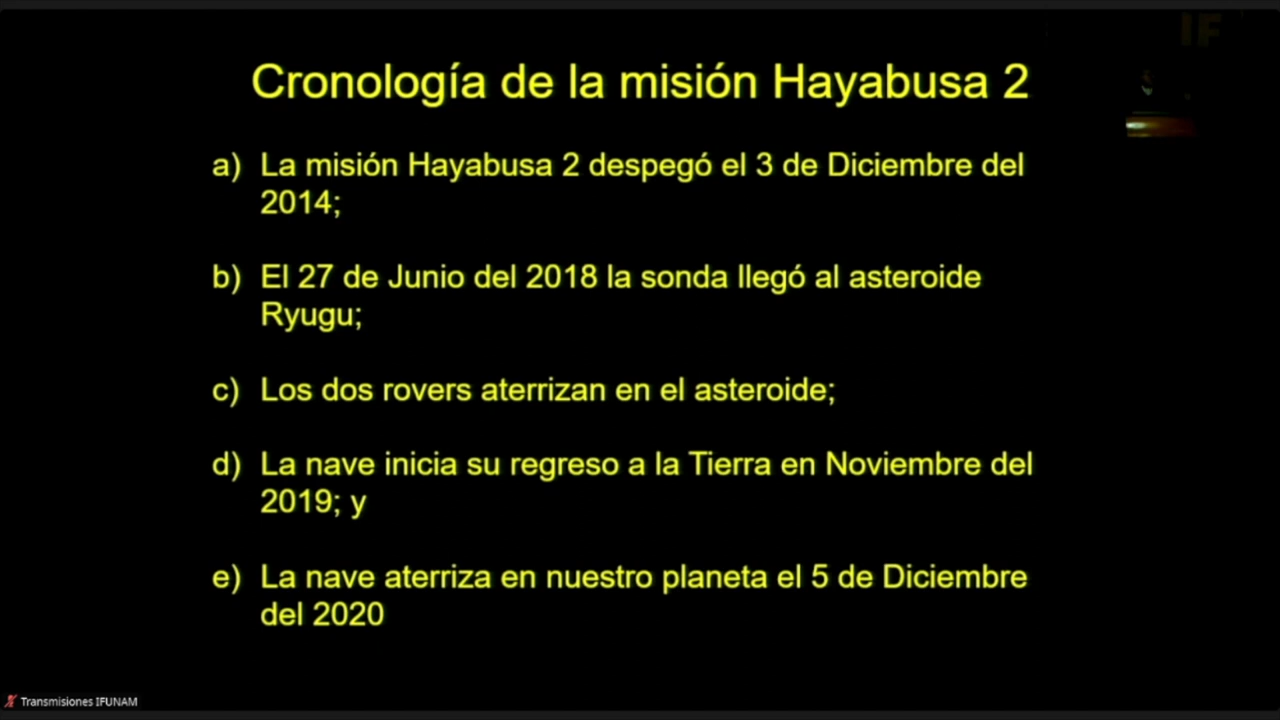 IF
Cronología de la misión Hayabusa 2
a) La misión Hayabusa 2 despegó el 3 de Diciembre del
2014;
b) El 27 de Junio del 2018 la sonda llegó al asteroide
Ryugu;
c) Los dos rovers aterrizan en el asteroide;
d) La nave inicia su regreso a la Tierra en Noviembre del
2019; y
e) La nave aterriza en nuestro planeta el 5 de Diciembre
del 2020
Transmisiones IFUNAM